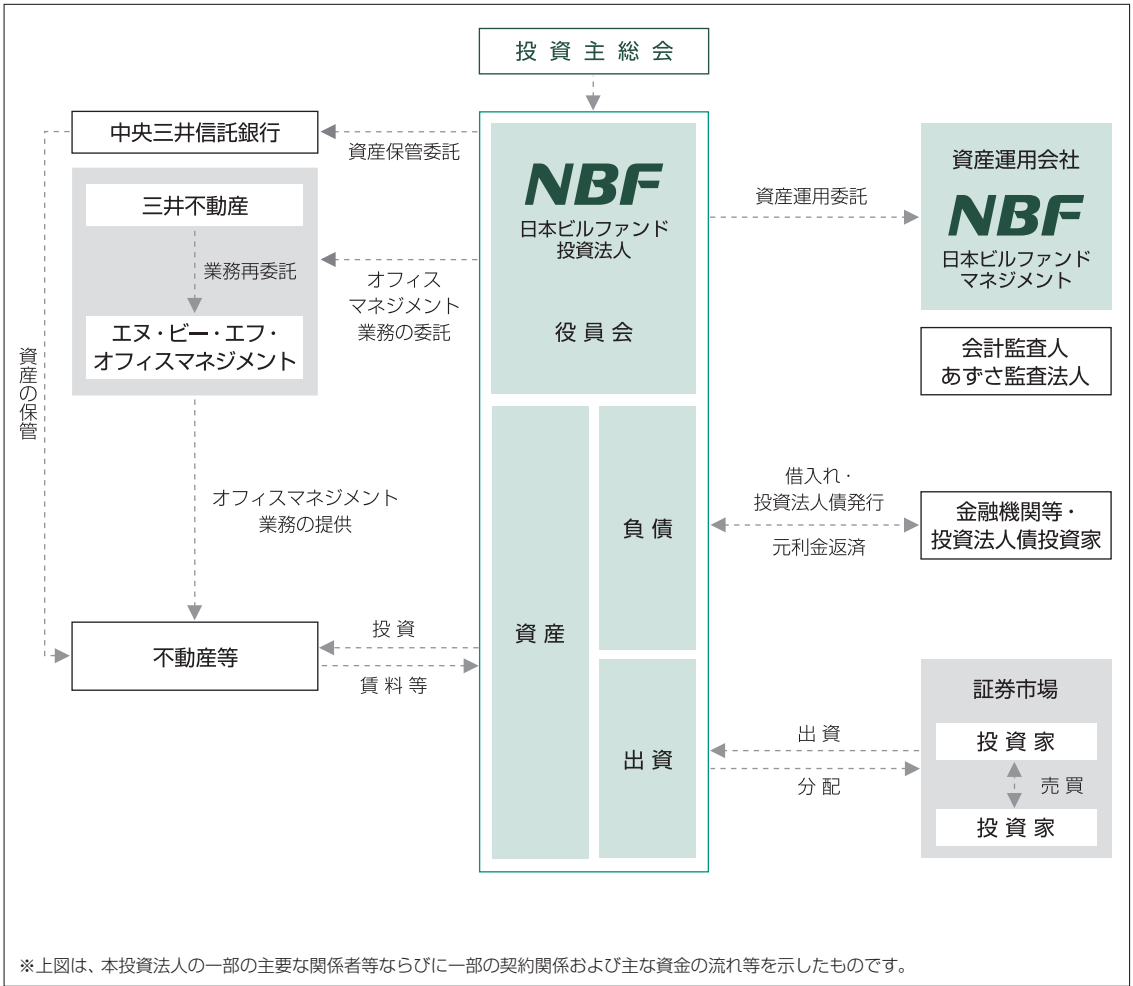 投資主総会
中央三井信託銀行
資産保管委託
三井不動産
業務再委託
エヌ・ビー・エフ・
オフィスマネジメント
オフィス
マネジメント
業務の委託
資産の保管
オフィスマネジメント
業務の提供
不動産等
投資
賃料等
NBF
日本ビルファンド
投資法人
役員会
資産
負債
出資
資産運用委託
資産運用会社
NBF
日本ビルファンド
マネジメント
会計監査人
あずさ監査法人
借入れ・
投資法人債発行
元利金返済
金融機関等・
投資法人債投資家
出資
分配
証券市場
投資家
売買
投資家
※上図は、本投資法人の一部の主要な関係者等ならびに一部の契約関係および主な資金の流れ等を示したものです。